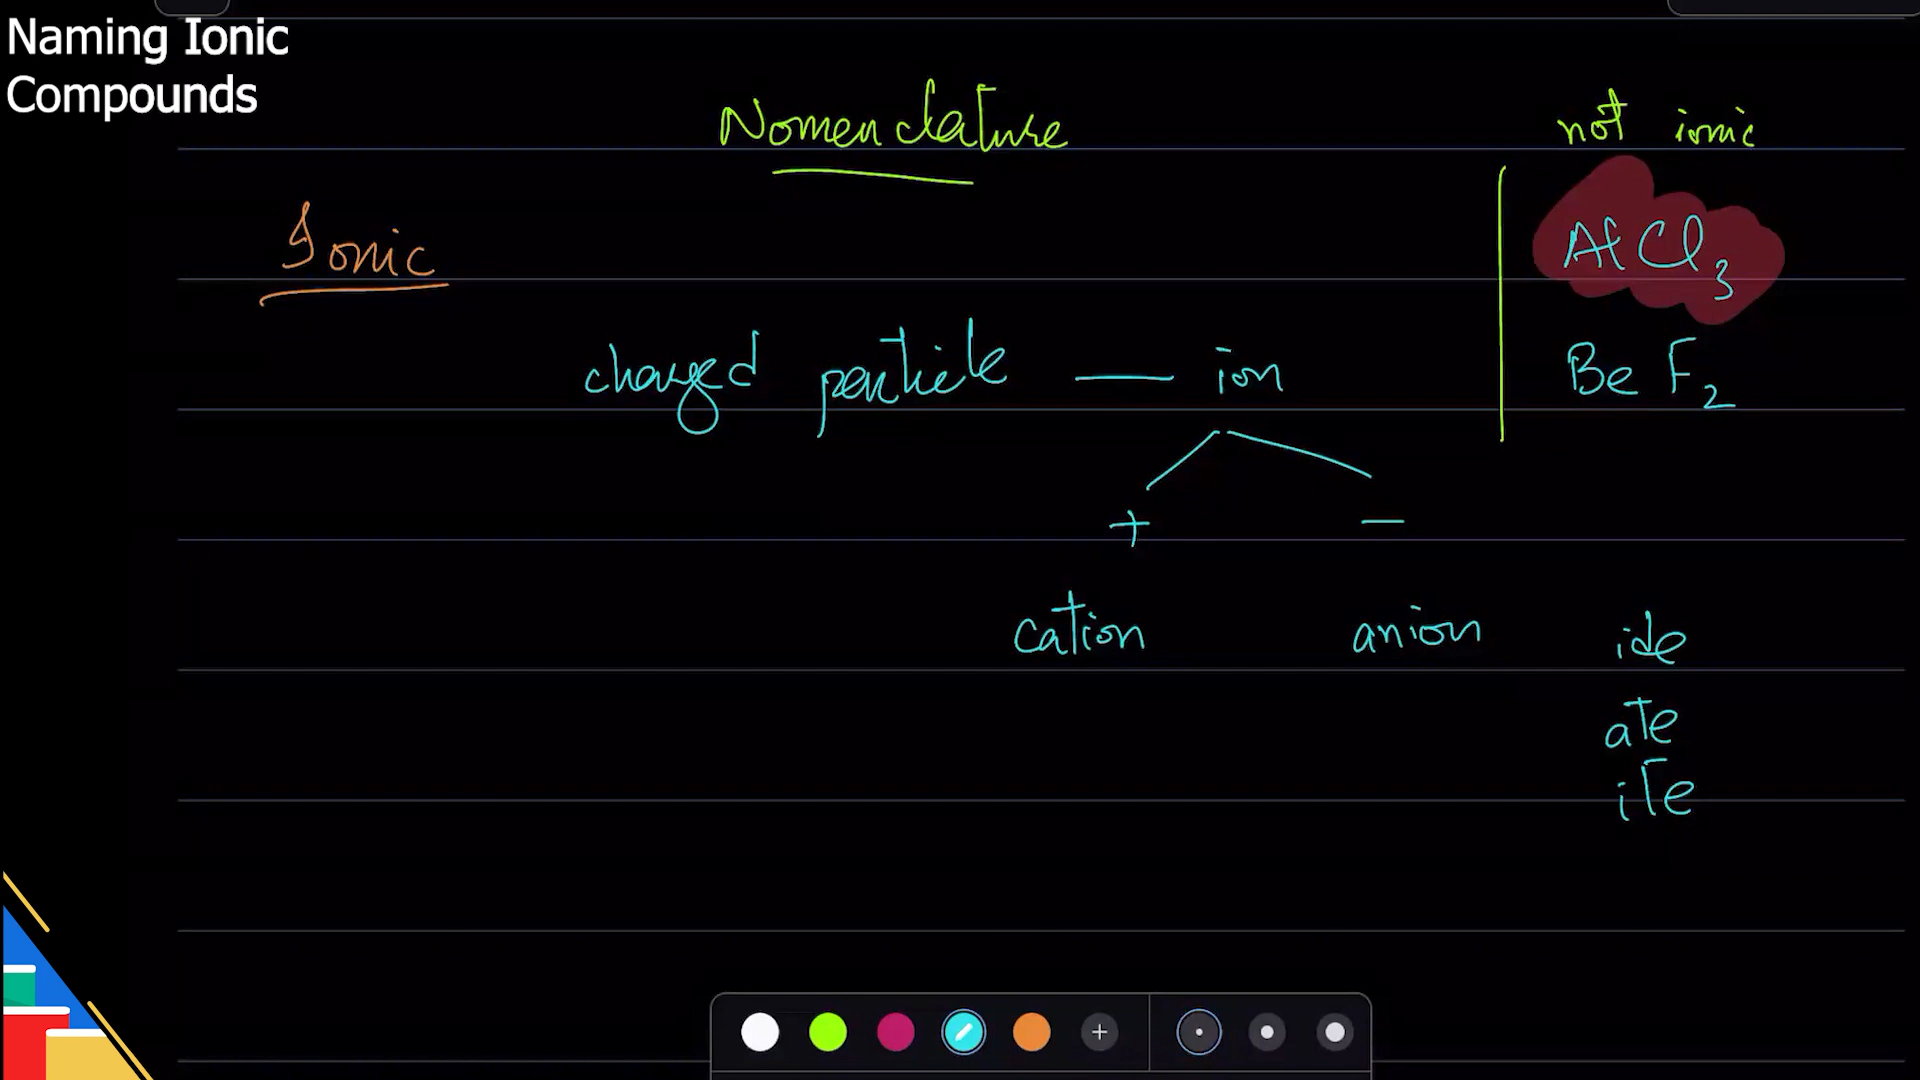 Naming Ionic
Compounds
Nomenclature
not ionic
Ionic
AlCl3
charged particle — ion
BeF2
+ —
cation anion ide
ate
ite